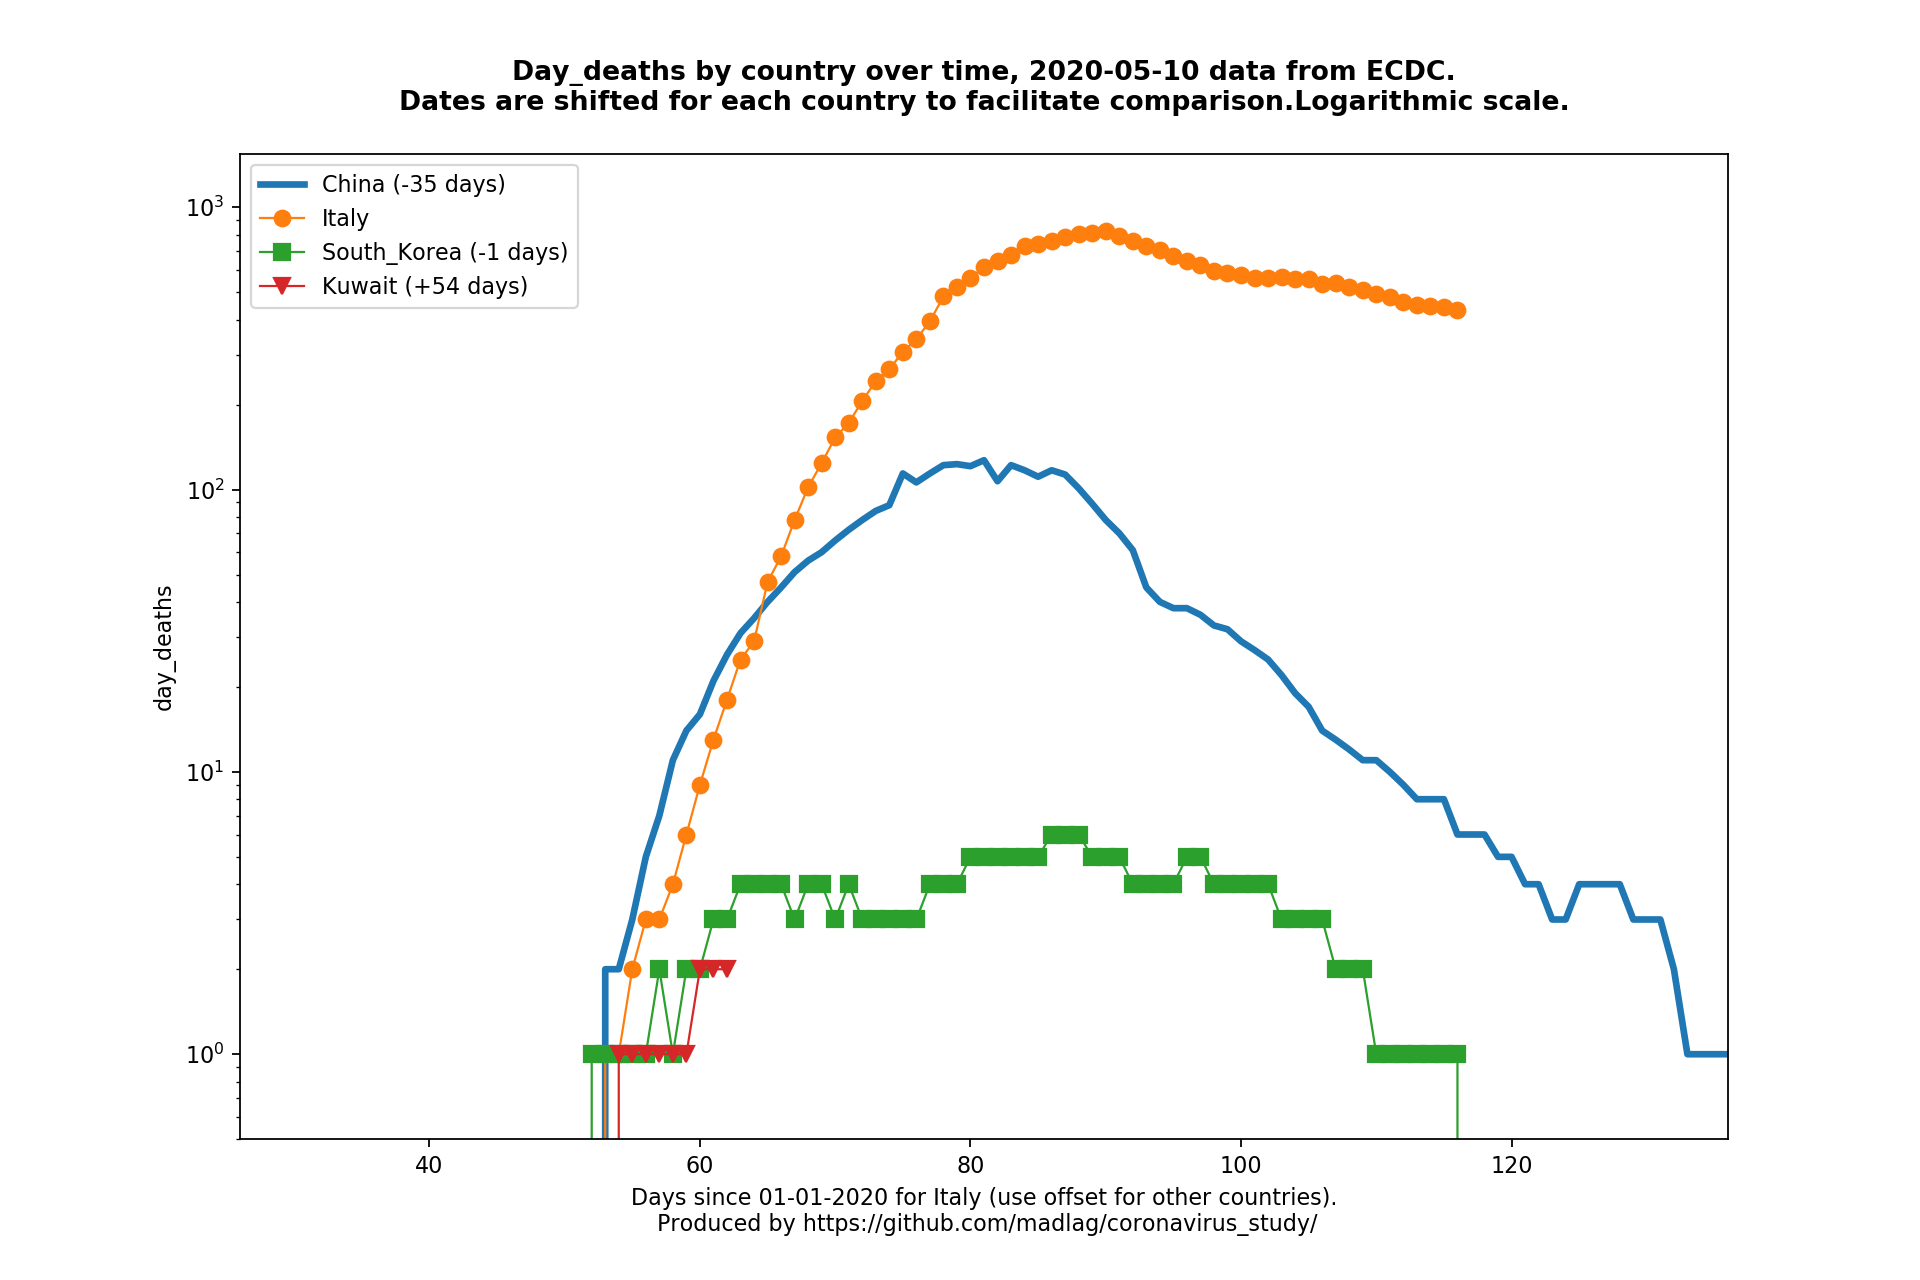 Day_deaths by country over time, 2020-05-10 data from ECDC.
Dates are shifted for each country to facilitate comparison.Logarithmic scale.
China (-35 days)
Italy
South_Korea (-1 days)
Kuwait (+54 days)
10³
10²
10¹
10⁰
day_deaths
40 60 80 100 120
Days since 01-01-2020 for Italy (use offset for other countries).
Produced by https://github.com/madlag/coronavirus_study/